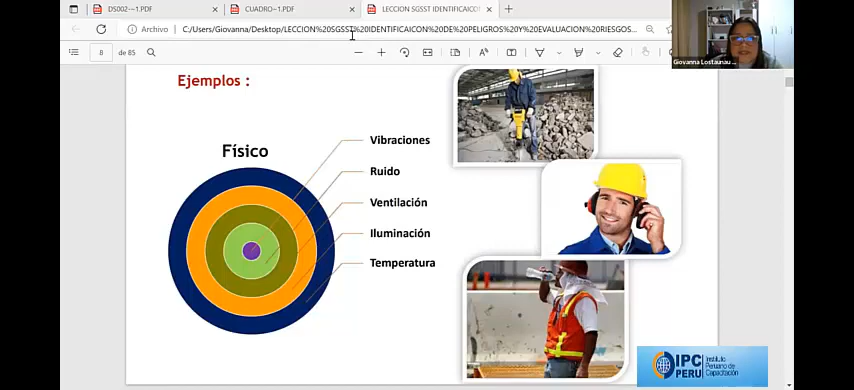 DS002---1.PDF
CUADRO~1.PDF
LECCION SGSST IDENTIFICAICON
Archivo
C:/Users/Giovanna/Desktop/LECCION%20SGSST%20IDENTIFICAICON%20DE%20PELIGROS%20Y%20EVALUACION%20RIESGOS...
8
de 85
Giovanna Lostaunau ...
Ejemplos :
Físico
Vibraciones
Ruido
Ventilación
Iluminación
Temperatura
IPC
PERU
Instituto
Peruano de
Capacitación